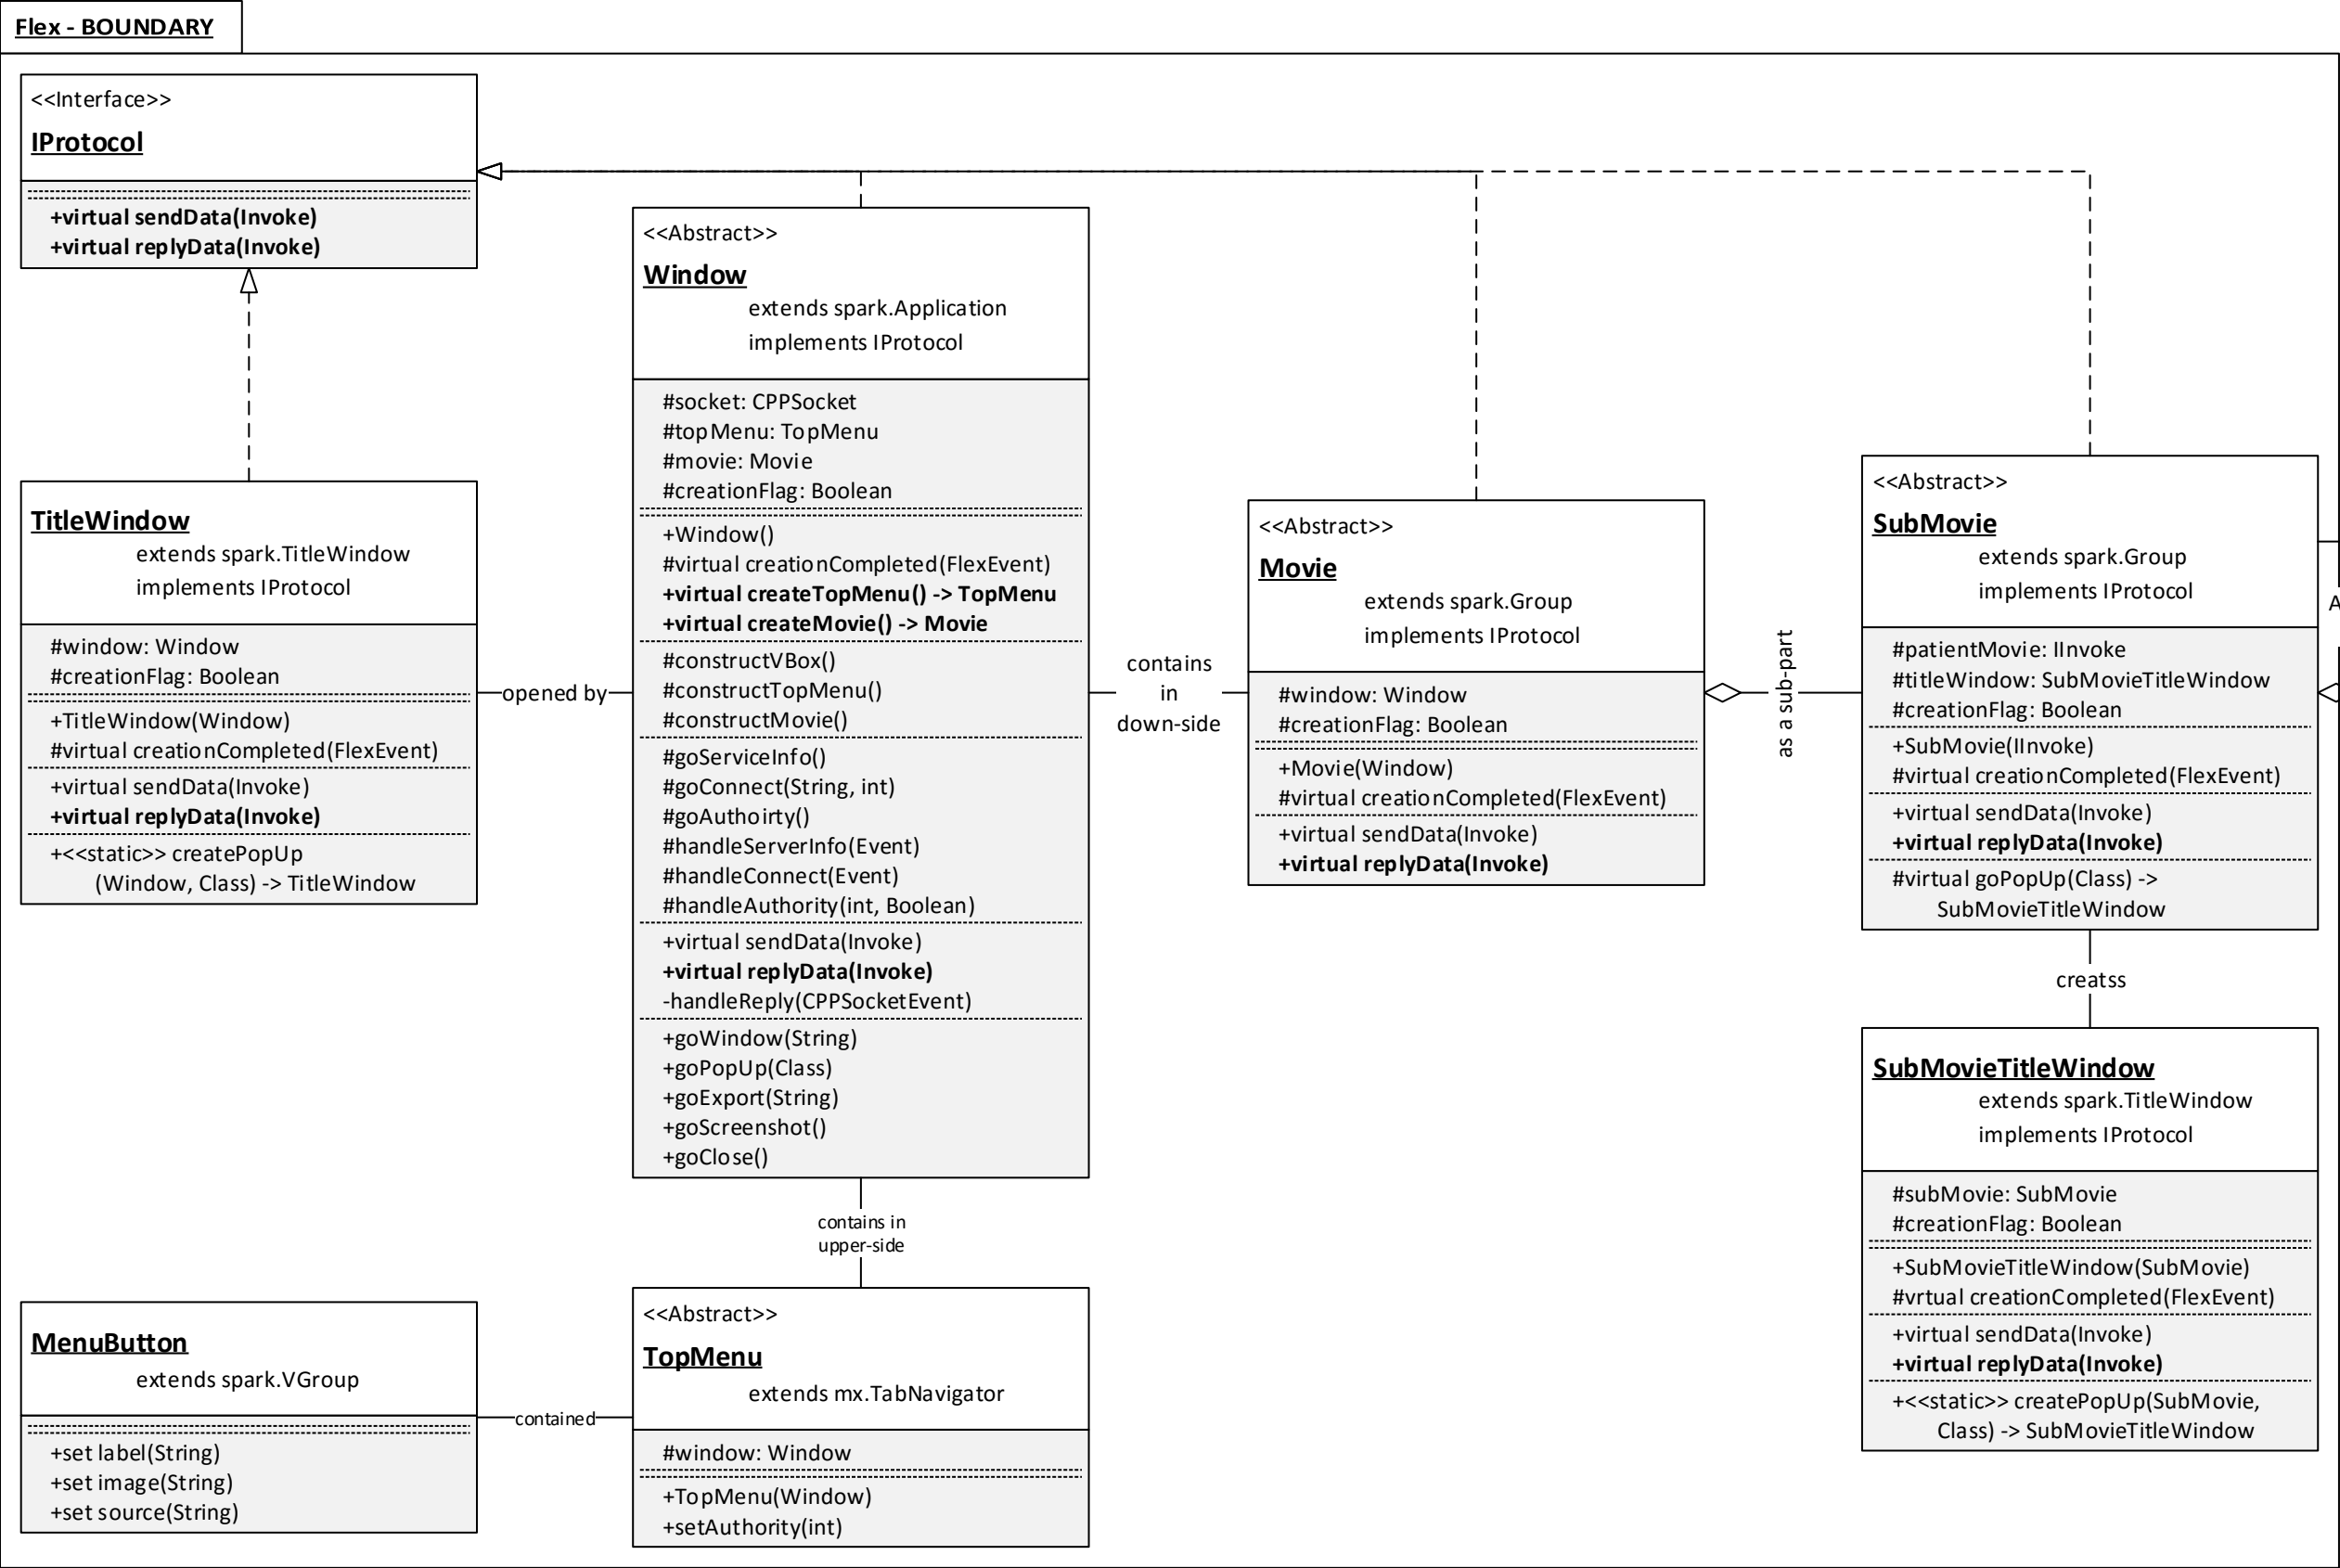 Flex - BOUNDARY
<<Interface>>
IProtocol
+virtual sendData(Invoke)
+virtual replyData(Invoke)
TitleWindow
extends spark.TitleWindow
implements IProtocol
#window: Window
#creationFlag: Boolean
+TitleWindow(Window)
#virtual creationCompleted(FlexEvent)
+virtual sendData(Invoke)
+virtual replyData(Invoke)
+<<static>> createPopUp
(Window, Class) -> TitleWindow
opened by
<<Abstract>>
Window
extends spark.Application
implements IProtocol
#socket: CPPSocket
#topMenu: TopMenu
#movie: Movie
#creationFlag: Boolean
+Window()
#virtual creationCompleted(FlexEvent)
+virtual createTopMenu() -> TopMenu
+virtual createMovie() -> Movie
#constructVBox()
#constructTopMenu()
#constructMovie()
#goServiceInfo()
#goConnect(String, int)
#goAuthoirty()
#handleServerInfo(Event)
#handleConnect(Event)
#handleAuthority(int, Boolean)
+virtual sendData(Invoke)
+virtual replyData(Invoke)
-handleReply(CPPSocketEvent)
+goWindow(String)
+goPopUp(Class)
+goExport(String)
+goScreenshot()
+goClose()
contains
in
down-side
<<Abstract>>
Movie
extends spark.Group
implements IProtocol
#window: Window
#creationFlag: Boolean
+Movie(Window)
#virtual creationCompleted(FlexEvent)
+virtual sendData(Invoke)
+virtual replyData(Invoke)
as a sub-part
<<Abstract>>
SubMovie
extends spark.Group
implements IProtocol
#patientMovie: IInvoke
#titleWindow: SubMovieTitleWindow
#creationFlag: Boolean
+SubMovie(IInvoke)
#virtual creationCompleted(FlexEvent)
+virtual sendData(Invoke)
+virtual replyData(Invoke)
#virtual goPopUp(Class) ->
SubMovieTitleWindow
A
creatss
SubMovieTitleWindow
extends spark.TitleWindow
implements IProtocol
#subMovie: SubMovie
#creationFlag: Boolean
+SubMovieTitleWindow(SubMovie)
#vrtual creationCompleted(FlexEvent)
+virtual sendData(Invoke)
+virtual replyData(Invoke)
+<<static>> createPopUp(SubMovie,
Class) -> SubMovieTitleWindow
contains in
upper-side
MenuButton
extends spark.VGroup
+set label(String)
+set image(String)
+set source(String)
contained
<<Abstract>>
TopMenu
extends mx.TabNavigator
#window: Window
+TopMenu(Window)
+setAuthority(int)